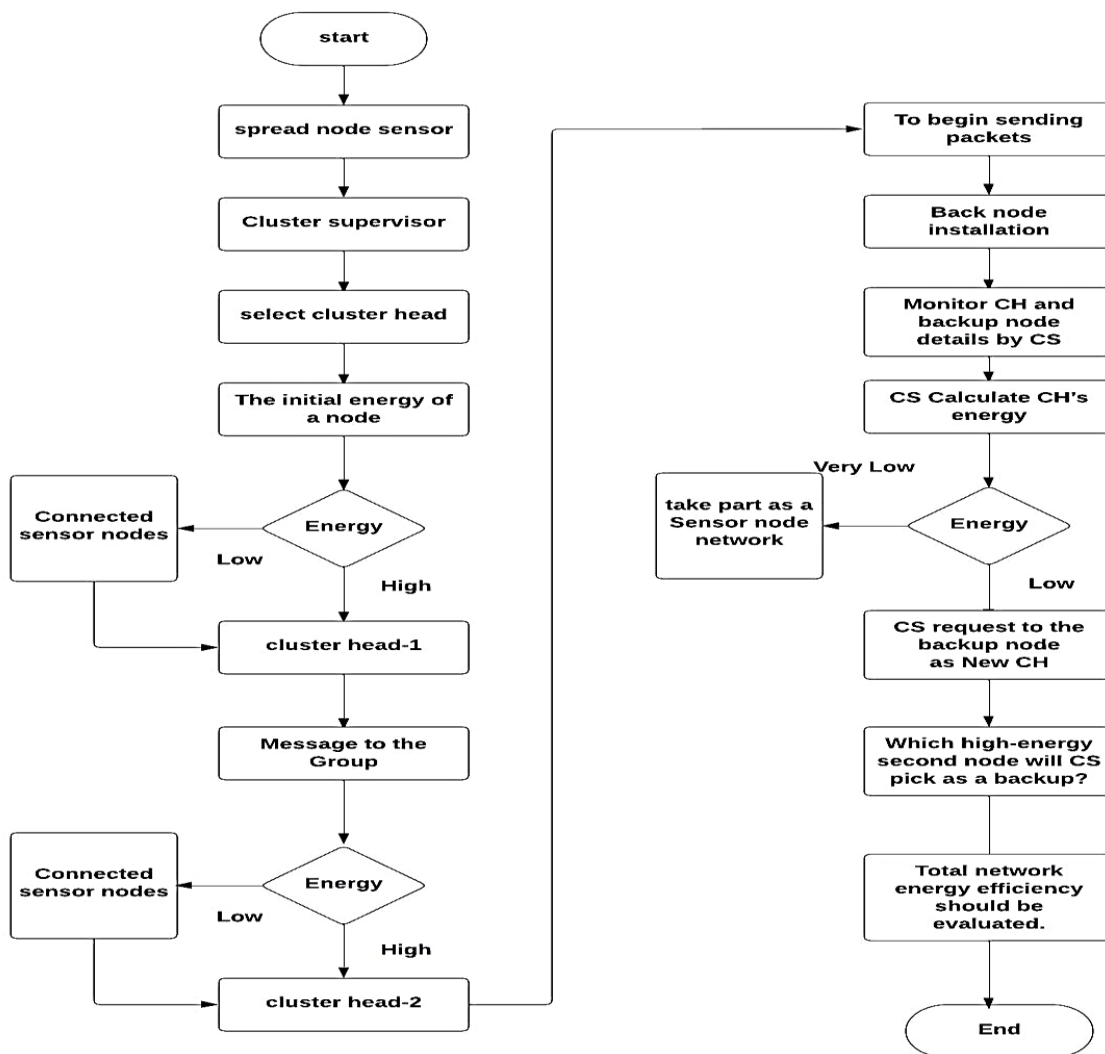 start
spread node sensor
Cluster supervisor
select cluster head
The initial energy of
a node
Energy
Low
High
Connected
sensor nodes
cluster head-1
Message to the
Group
Energy
Low
High
Connected
sensor nodes
cluster head-2
To begin sending
packets
Back node
installation
Monitor CH and
backup node
details by CS
CS Calculate CH's
energy
Very Low
Energy
take part as a
Sensor node
network
Low
CS request to the
backup node
as New CH
Which high-energy
second node will CS
pick as a backup?
Total network
energy efficiency
should be
evaluated.
End